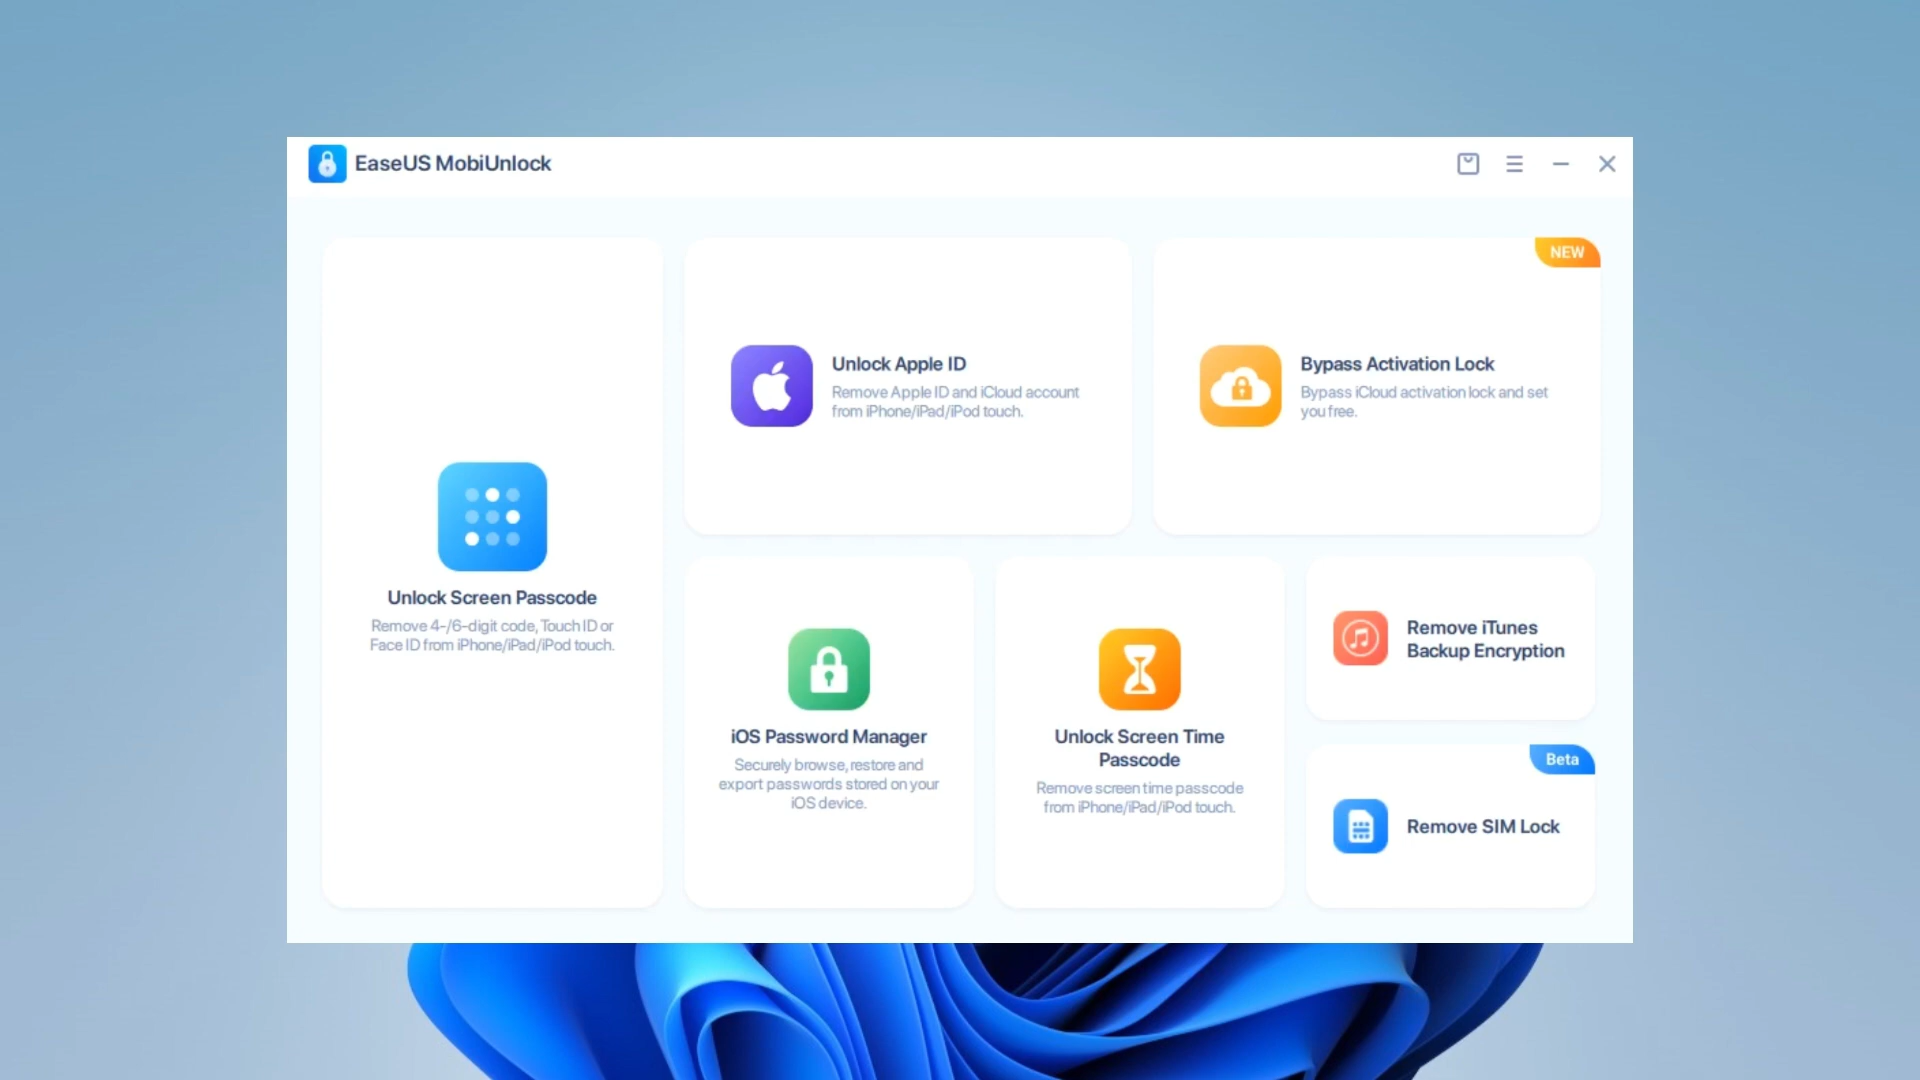 EaseUS MobiUnlock
Unlock Screen Passcode
Remove 4-/6-digit code, Touch ID or
Face ID from iPhone/iPad/iPod touch.
Unlock Apple ID
Remove Apple ID and iCloud account
from iPhone/iPad/iPod touch.
NEW
Bypass Activation Lock
Bypass iCloud activation lock and set
you free.
iOS Password Manager
Securely browse, restore and
export passwords stored on your
iOS device.
Unlock Screen Time
Passcode
Remove screen time passcode
from iPhone/iPad/iPod touch.
Remove iTunes
Backup Encryption
Beta
Remove SIM Lock